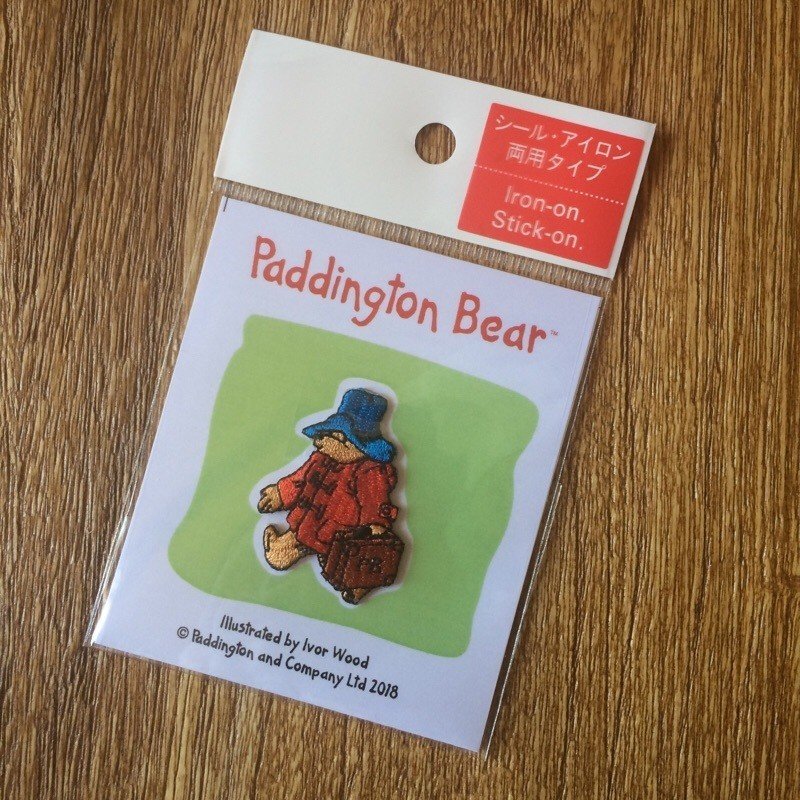 シール・アイロン
両用タイプ
Iron-on.
Stick-on.
Paddington Bear™
Illustrated by Ivor Wood
© Paddington and Company Ltd 2018